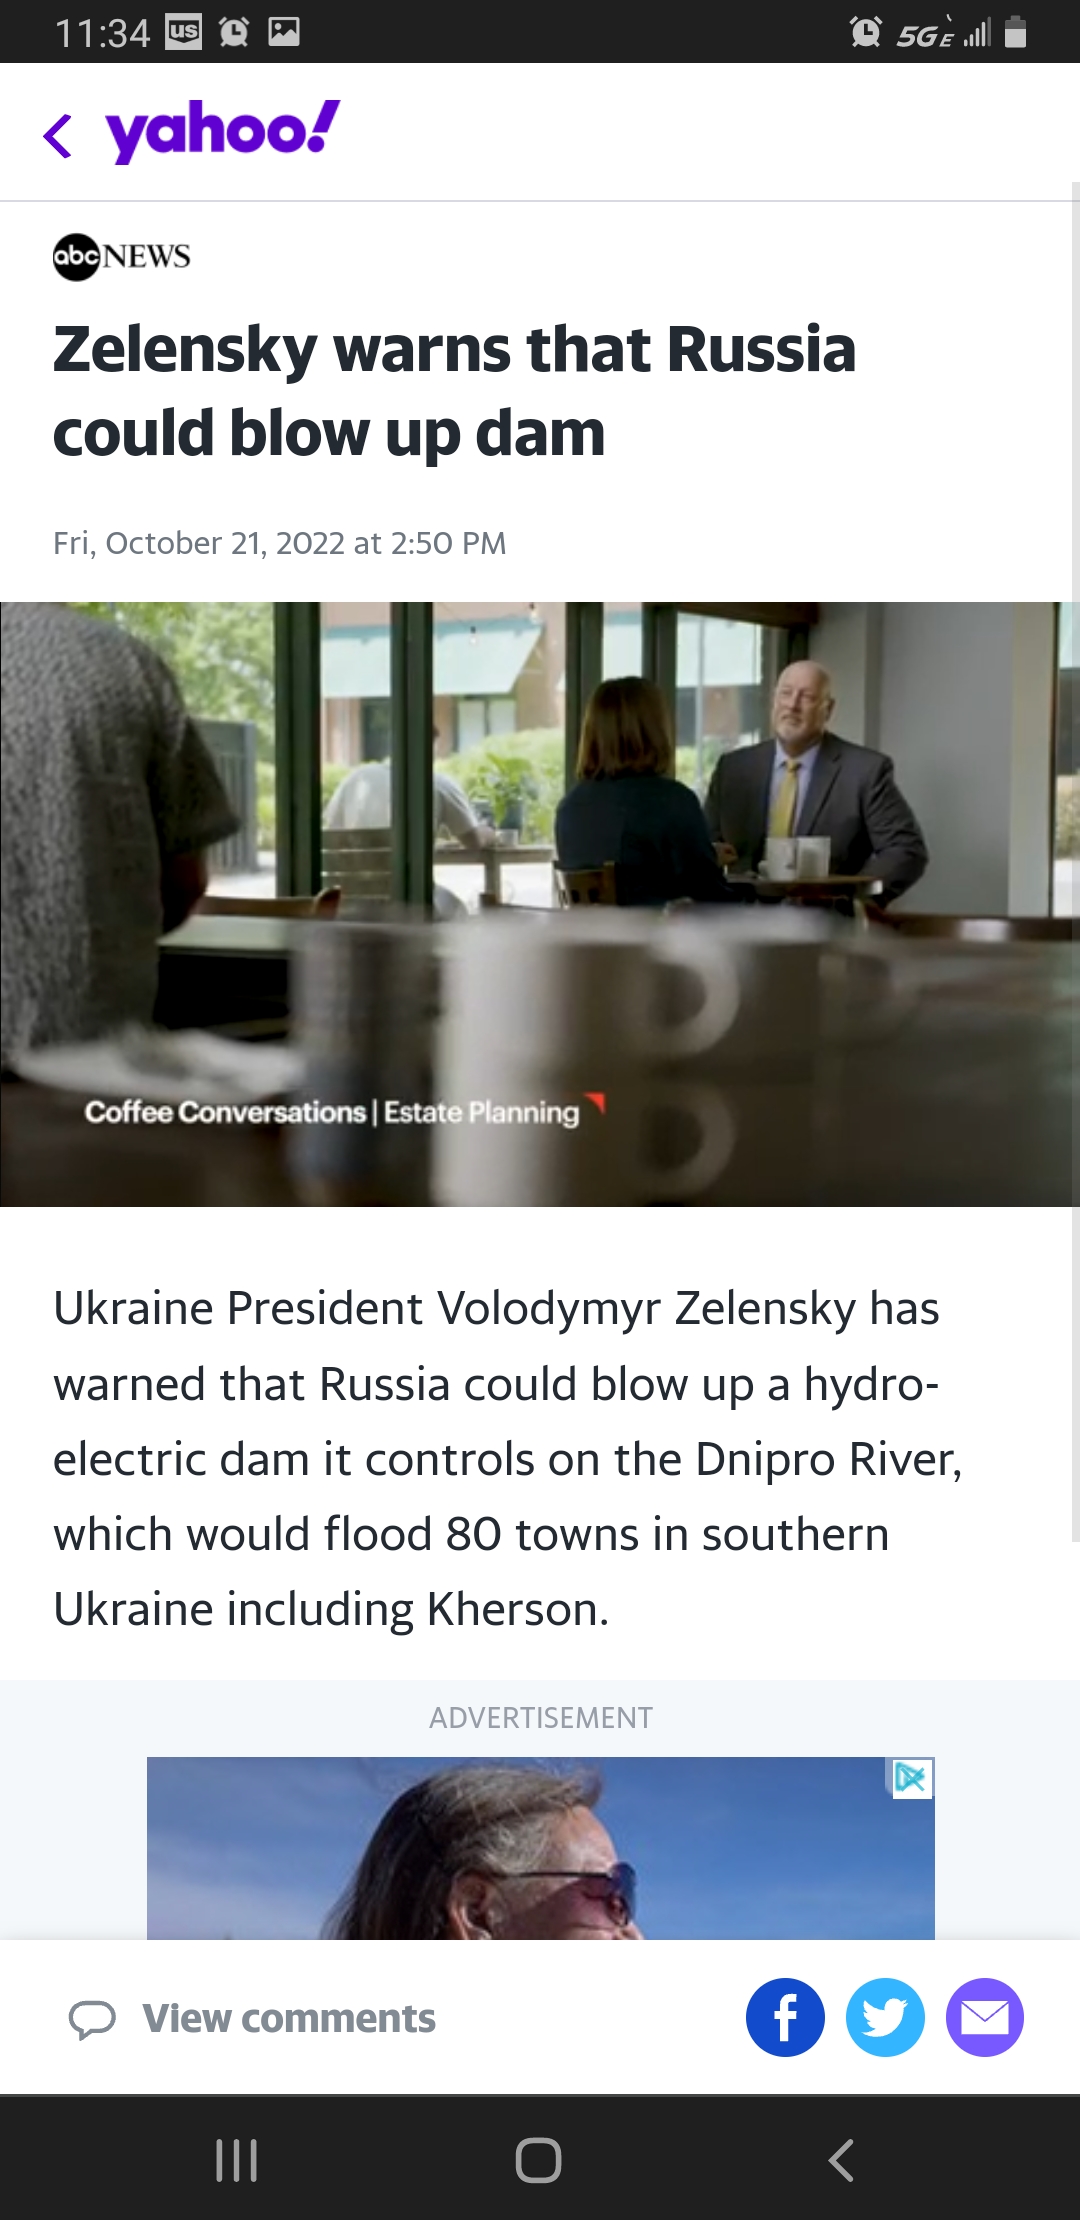 11:34 us 5GE
yahoo!
abc NEWS
Zelensky warns that Russia
could blow up dam
Fri, October 21, 2022 at 2:50 PM
Coffee Conversations | Estate Planning
Ukraine President Volodymyr Zelensky has
warned that Russia could blow up a hydro-
electric dam it controls on the Dnipro River,
which would flood 80 towns in southern
Ukraine including Kherson.
ADVERTISEMENT
View comments